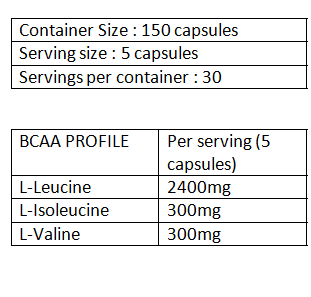 Container Size : 150 capsules
Serving size : 5 capsules
Servings per container : 30
BCAA PROFILE
Per serving (5
capsules)
L-Leucine 2400mg
L-Isoleucine 300mg
L-Valine 300mg